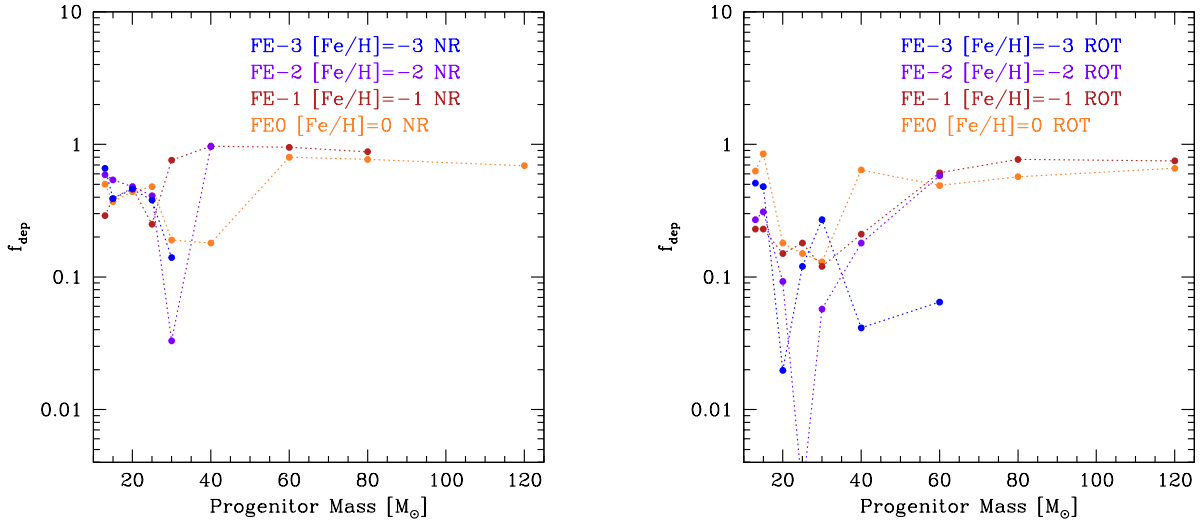 1
0.1
0.01
f_dep
20
40
60
80
100
120
Progenitor Mass [M⊙]
FE-3 [Fe/H]=-3 NR
FE-2 [Fe/H]=-2 NR
FE-1 [Fe/H]=-1 NR
FE0 [Fe/H]=0 NR
10
1
0.1
0.01
f_dep
20
40
60
80
100
120
Progenitor Mass [M⊙]
FE-3 [Fe/H]=-3 ROT
FE-2 [Fe/H]=-2 ROT
FE-1 [Fe/H]=-1 ROT
FE0 [Fe/H]=0 ROT
10